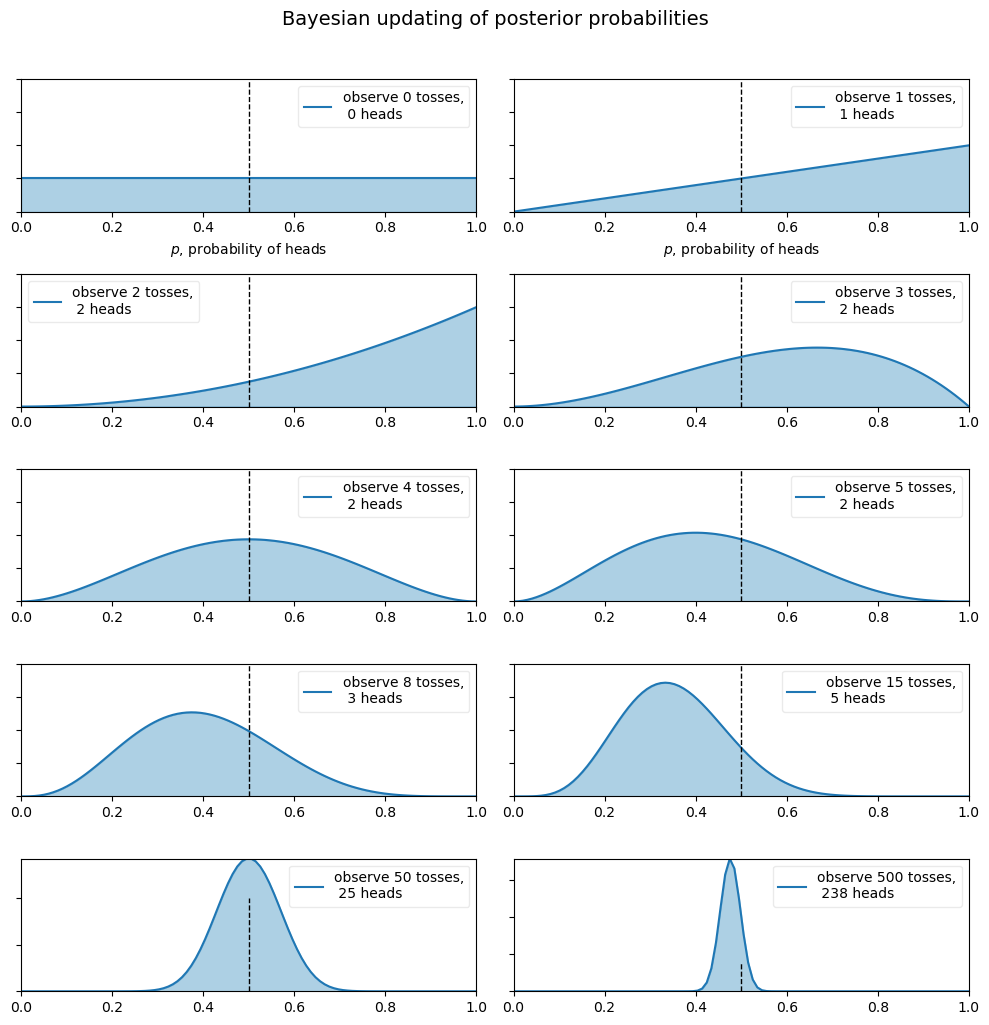 Bayesian updating of posterior probabilities
observe 0 tosses,
0 heads
0.0 0.2 0.4 0.6 0.8 1.0
p, probability of heads
observe 1 tosses,
1 heads
0.0 0.2 0.4 0.6 0.8 1.0
p, probability of heads
observe 2 tosses,
2 heads
0.0 0.2 0.4 0.6 0.8 1.0
observe 3 tosses,
2 heads
0.0 0.2 0.4 0.6 0.8 1.0
observe 4 tosses,
2 heads
0.0 0.2 0.4 0.6 0.8 1.0
observe 5 tosses,
2 heads
0.0 0.2 0.4 0.6 0.8 1.0
observe 8 tosses,
3 heads
0.0 0.2 0.4 0.6 0.8 1.0
observe 15 tosses,
5 heads
0.0 0.2 0.4 0.6 0.8 1.0
observe 50 tosses,
25 heads
0.0 0.2 0.4 0.6 0.8 1.0
observe 500 tosses,
238 heads
0.0 0.2 0.4 0.6 0.8 1.0